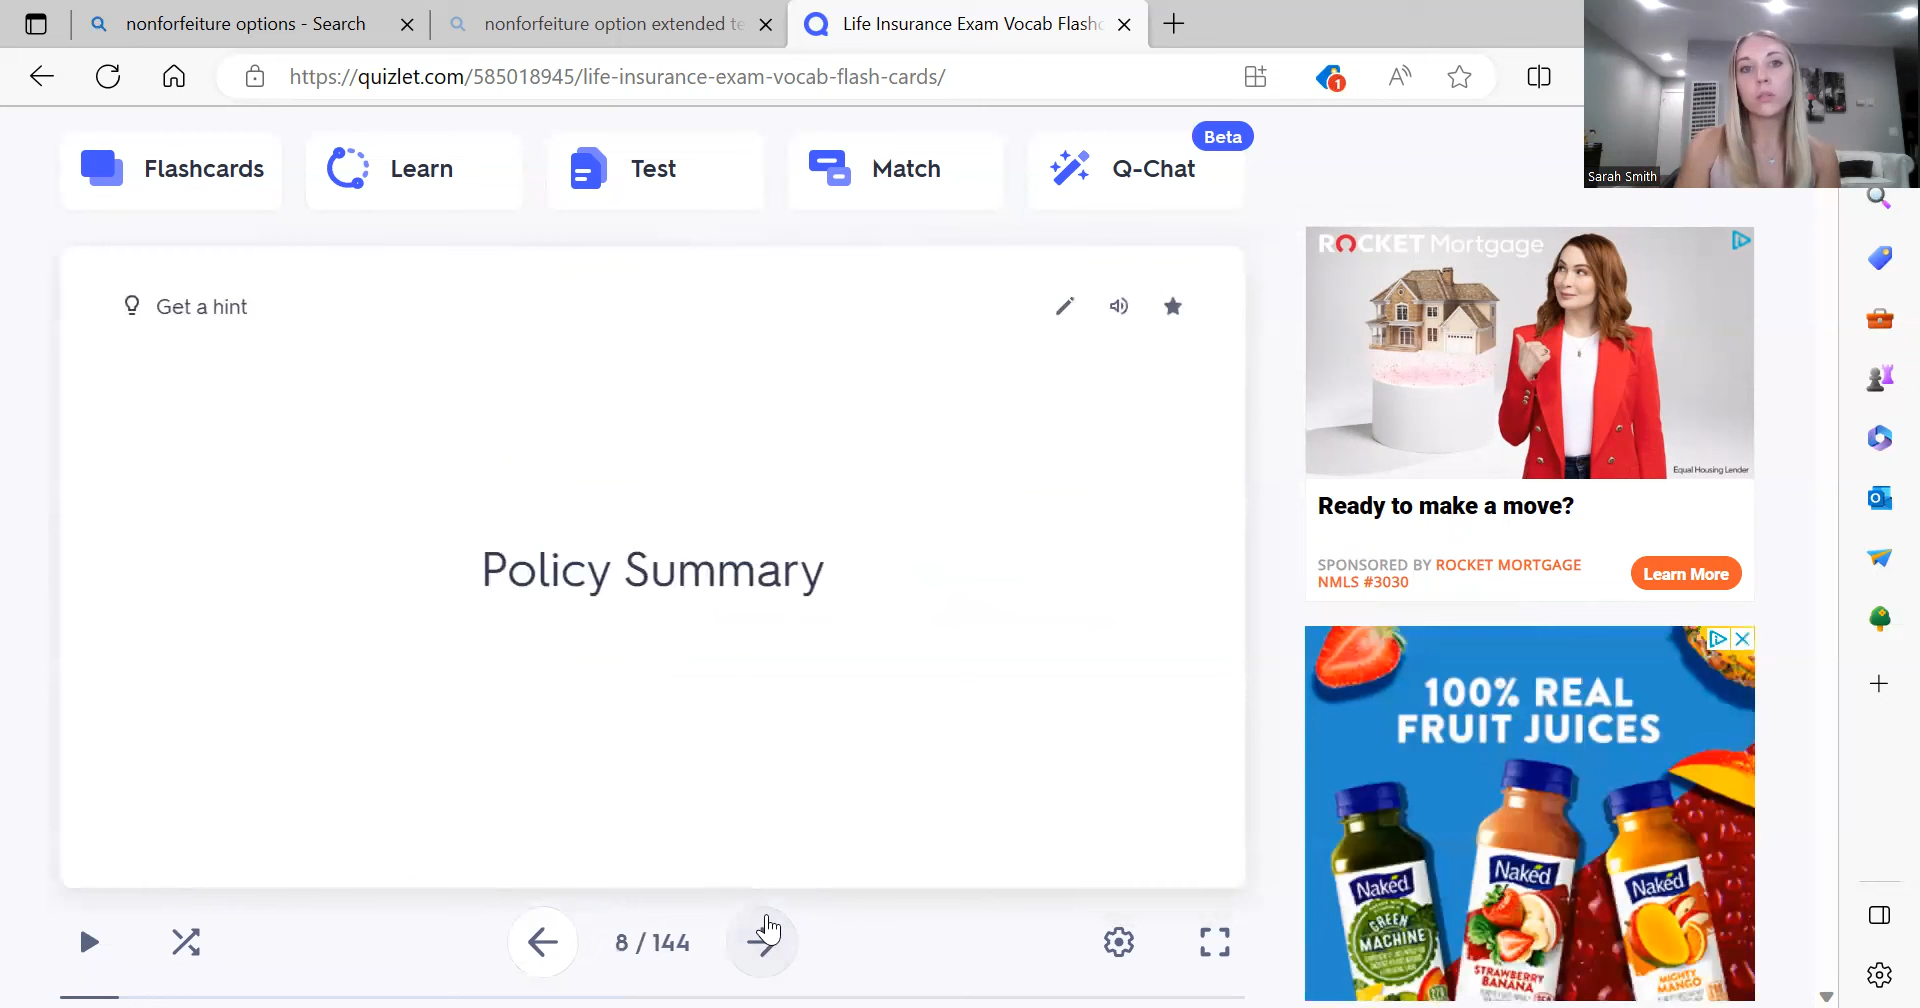 nonforfeiture options - Search
nonforfeiture option extended te
Life Insurance Exam Vocab Flashc
https://quizlet.com/585018945/life-insurance-exam-vocab-flash-cards/
1
Sarah Smith
Flashcards
Learn
Test
Match
Q-Chat
Beta
Get a hint
Policy Summary
8 / 144
ROCKET Mortgage
Equal Housing Lender
Ready to make a move?
SPONSORED BY ROCKET MORTGAGE
NMLS #3030
Learn More
100% REAL
FRUIT JUICES
Naked
GREEN
MACHINE
Naked
STRAWBERRY
BANANA
Naked
MIGHTY
MANGO